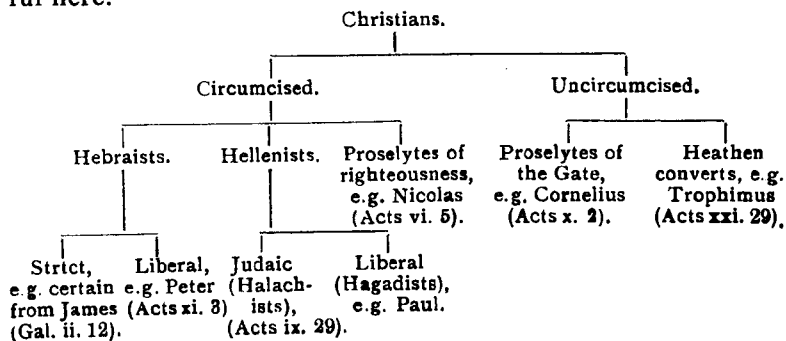 ful here.
Christians.
Circumcised. Uncircumcised.
Hebraists. Hellenists. Proselytes of Proselytes of Heathen
righteousness, the Gate, converts, e.g.
e.g. Nicolas e.g. Cornelius Trophimus
(Acts vi. 5). (Acts x. 2). (Acts xxi. 29).
Strict, Liberal, Judaic Liberal
e.g. certain e.g. Peter (Halach- (Hagadists),
from James (Acts xi. 3) ists), e.g. Paul.
(Gal. ii. 12). (Acts ix. 29).